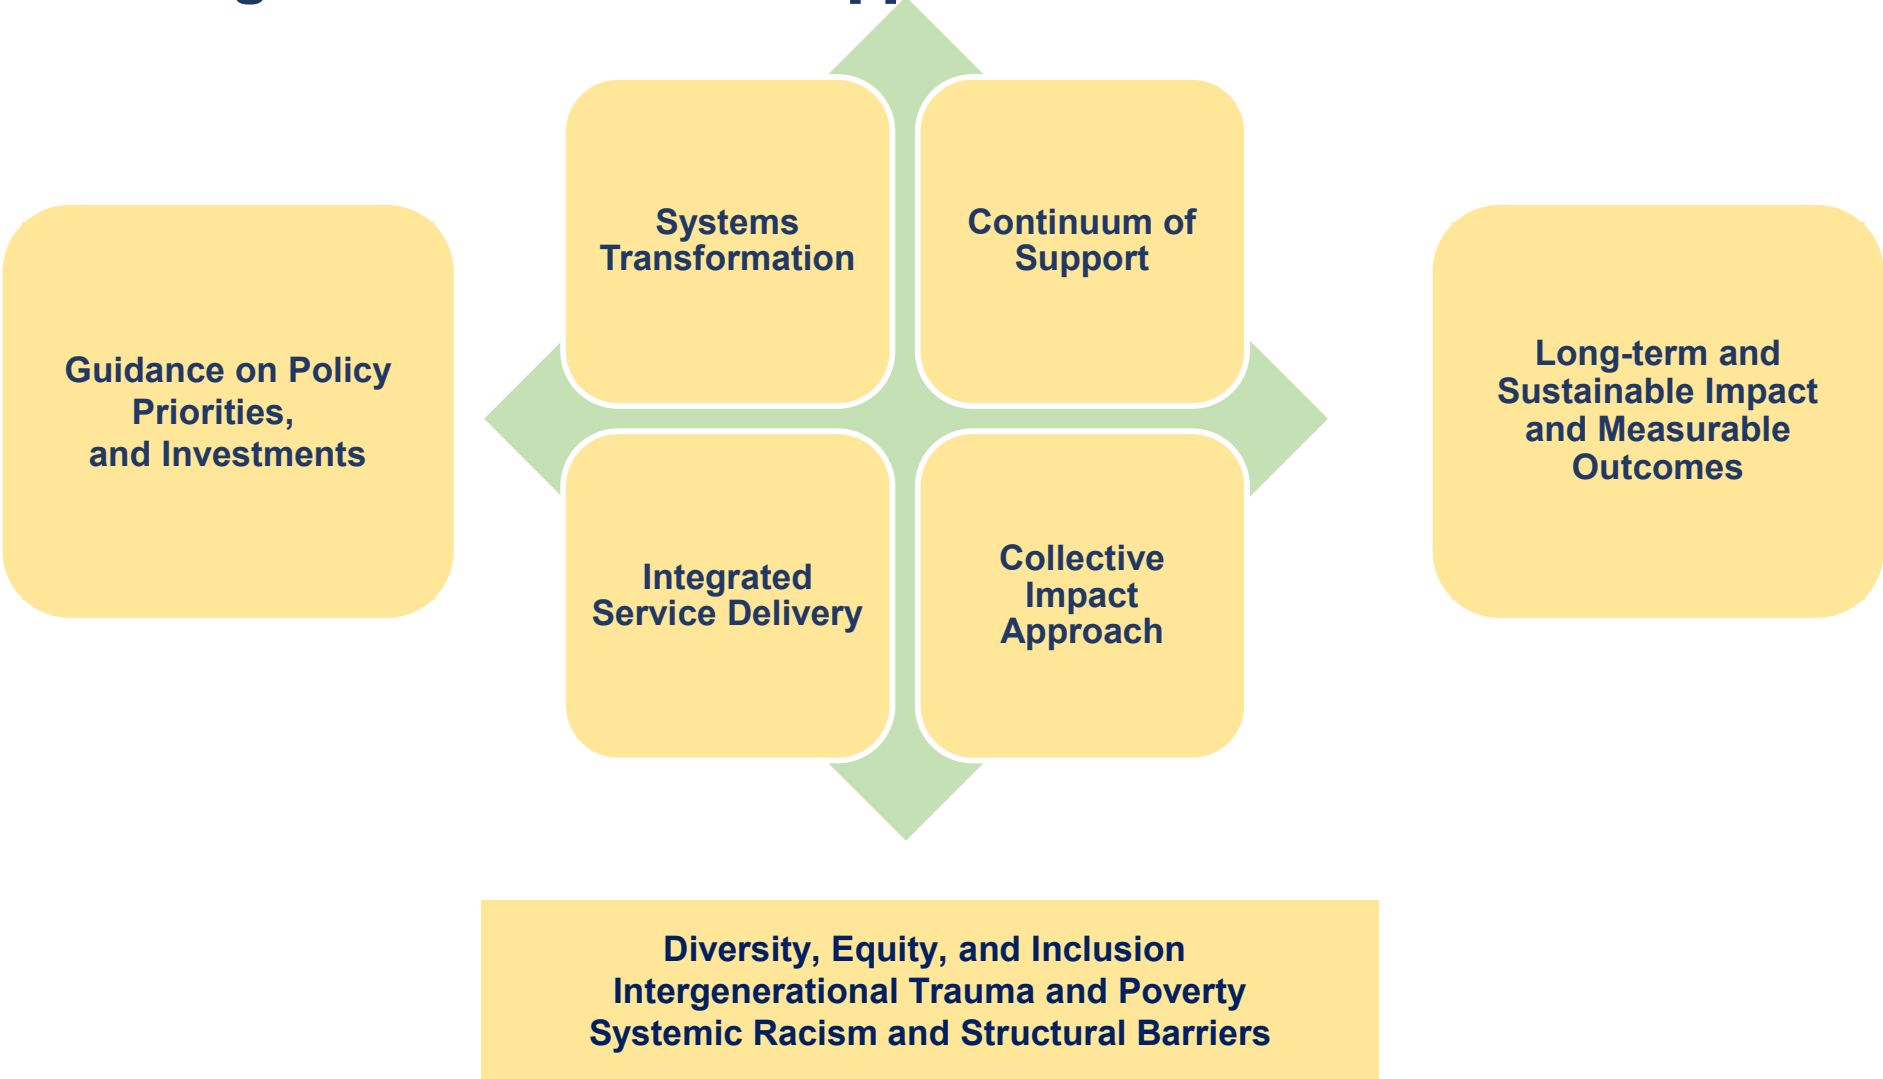 Systems
Transformation
Continuum of
Support
Guidance on Policy
Priorities,
and Investments
Long-term and
Sustainable Impact
and Measurable
Outcomes
Integrated
Service Delivery
Collective
Impact
Approach
Diversity, Equity, and Inclusion
Intergenerational Trauma and Poverty
Systemic Racism and Structural Barriers